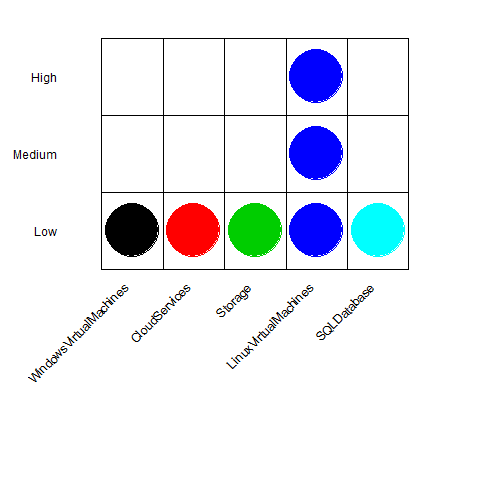 High
Medium
Low
WindowsVirtualMachines
CloudServices
Storage
LinuxVirtualMachines
SQLDatabase